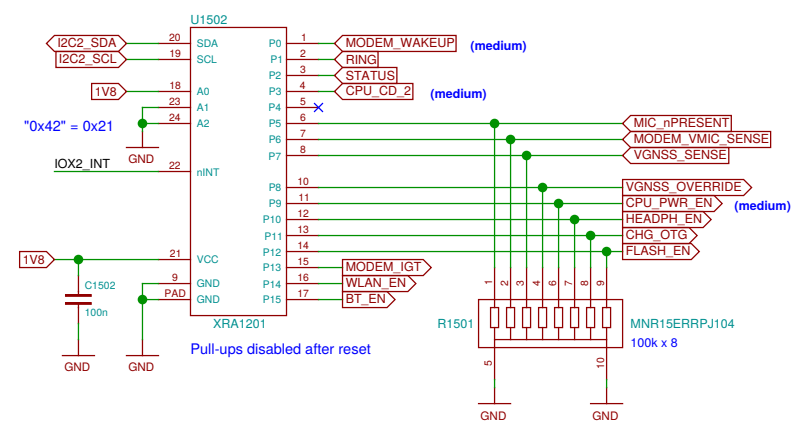 U1502
I2C2_SDA 20 SDA P0 1 MODEM_WAKEUP (medium)
I2C2_SCL 19 SCL P1 2 RING
P2 3 STATUS
1V8 18 A0 P3 4 CPU_CD_2 (medium)
23 A1 P4 5
"0x42" = 0x21 24 A2 P5 6 MIC_nPRESENT
P6 7 MODEM_VMIC_SENSE
GND P7 8 VGNSS_SENSE
IOX2_INT 22 nINT
P8 10 VGNSS_OVERRIDE
P9 11 CPU_PWR_EN (medium)
P10 12 HEADPH_EN
P11 13 CHG_OTG
1V8 21 VCC P12 14 FLASH_EN
P13 15 MODEM_IGT
9 GND P14 16 WLAN_EN
PAD GND P15 17 BT_EN
C1502
100n
1 2 3 4 6 7 8 9
XRA1201
R1501 MNR15ERRPJ104
100k x 8
Pull-ups disabled after reset
5 10
GND GND
GND GND